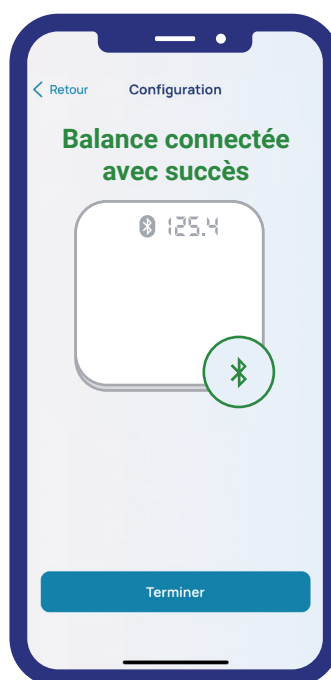 Retour
Configuration
Balance connectée
avec succès
125.4
Terminer